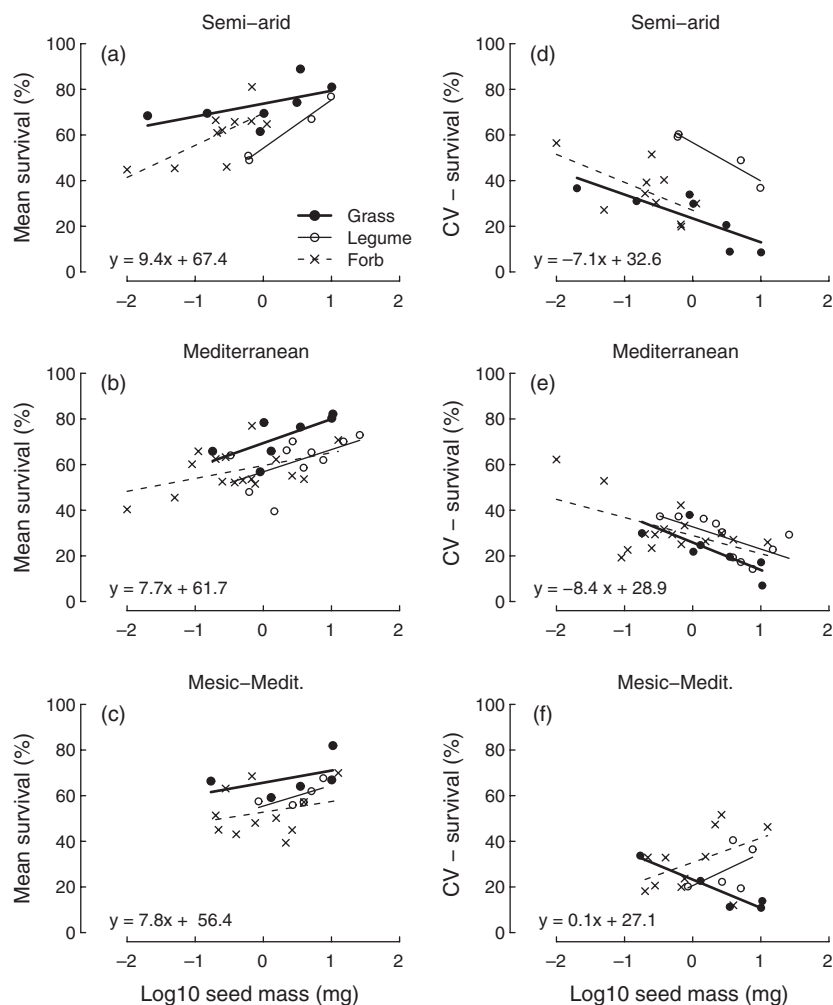 Semi−arid
(a)
Mean survival (%)
100
80
60
40
20
0
Grass
Legume
Forb
y = 9.4x + 67.4
−2 −1 0 1 2
Semi−arid
(d)
CV − survival (%)
100
80
60
40
20
0
y = −7.1x + 32.6
−2 −1 0 1 2
Mediterranean
(b)
Mean survival (%)
100
80
60
40
20
0
y = 7.7x + 61.7
−2 −1 0 1 2
Mediterranean
(e)
CV − survival (%)
100
80
60
40
20
0
y = −8.4 x + 28.9
−2 −1 0 1 2
Mesic−Medit.
(c)
Mean survival (%)
100
80
60
40
20
0
y = 7.8x + 56.4
−2 −1 0 1 2
Log10 seed mass (mg)
Mesic−Medit.
(f)
CV − survival (%)
100
80
60
40
20
0
y = 0.1x + 27.1
−2 −1 0 1 2
Log10 seed mass (mg)